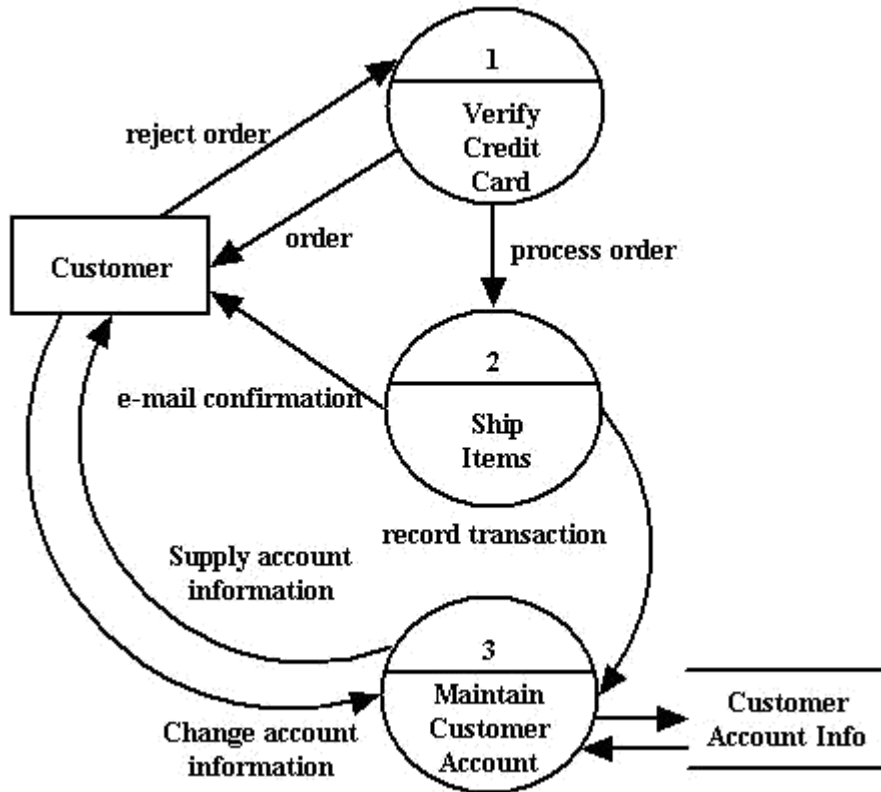 1
Verify
Credit
Card
reject order
order
Customer
process order
2
Ship
Items
e-mail confirmation
record transaction
Supply account
information
3
Maintain
Customer
Account
Customer
Account Info
Change account
information